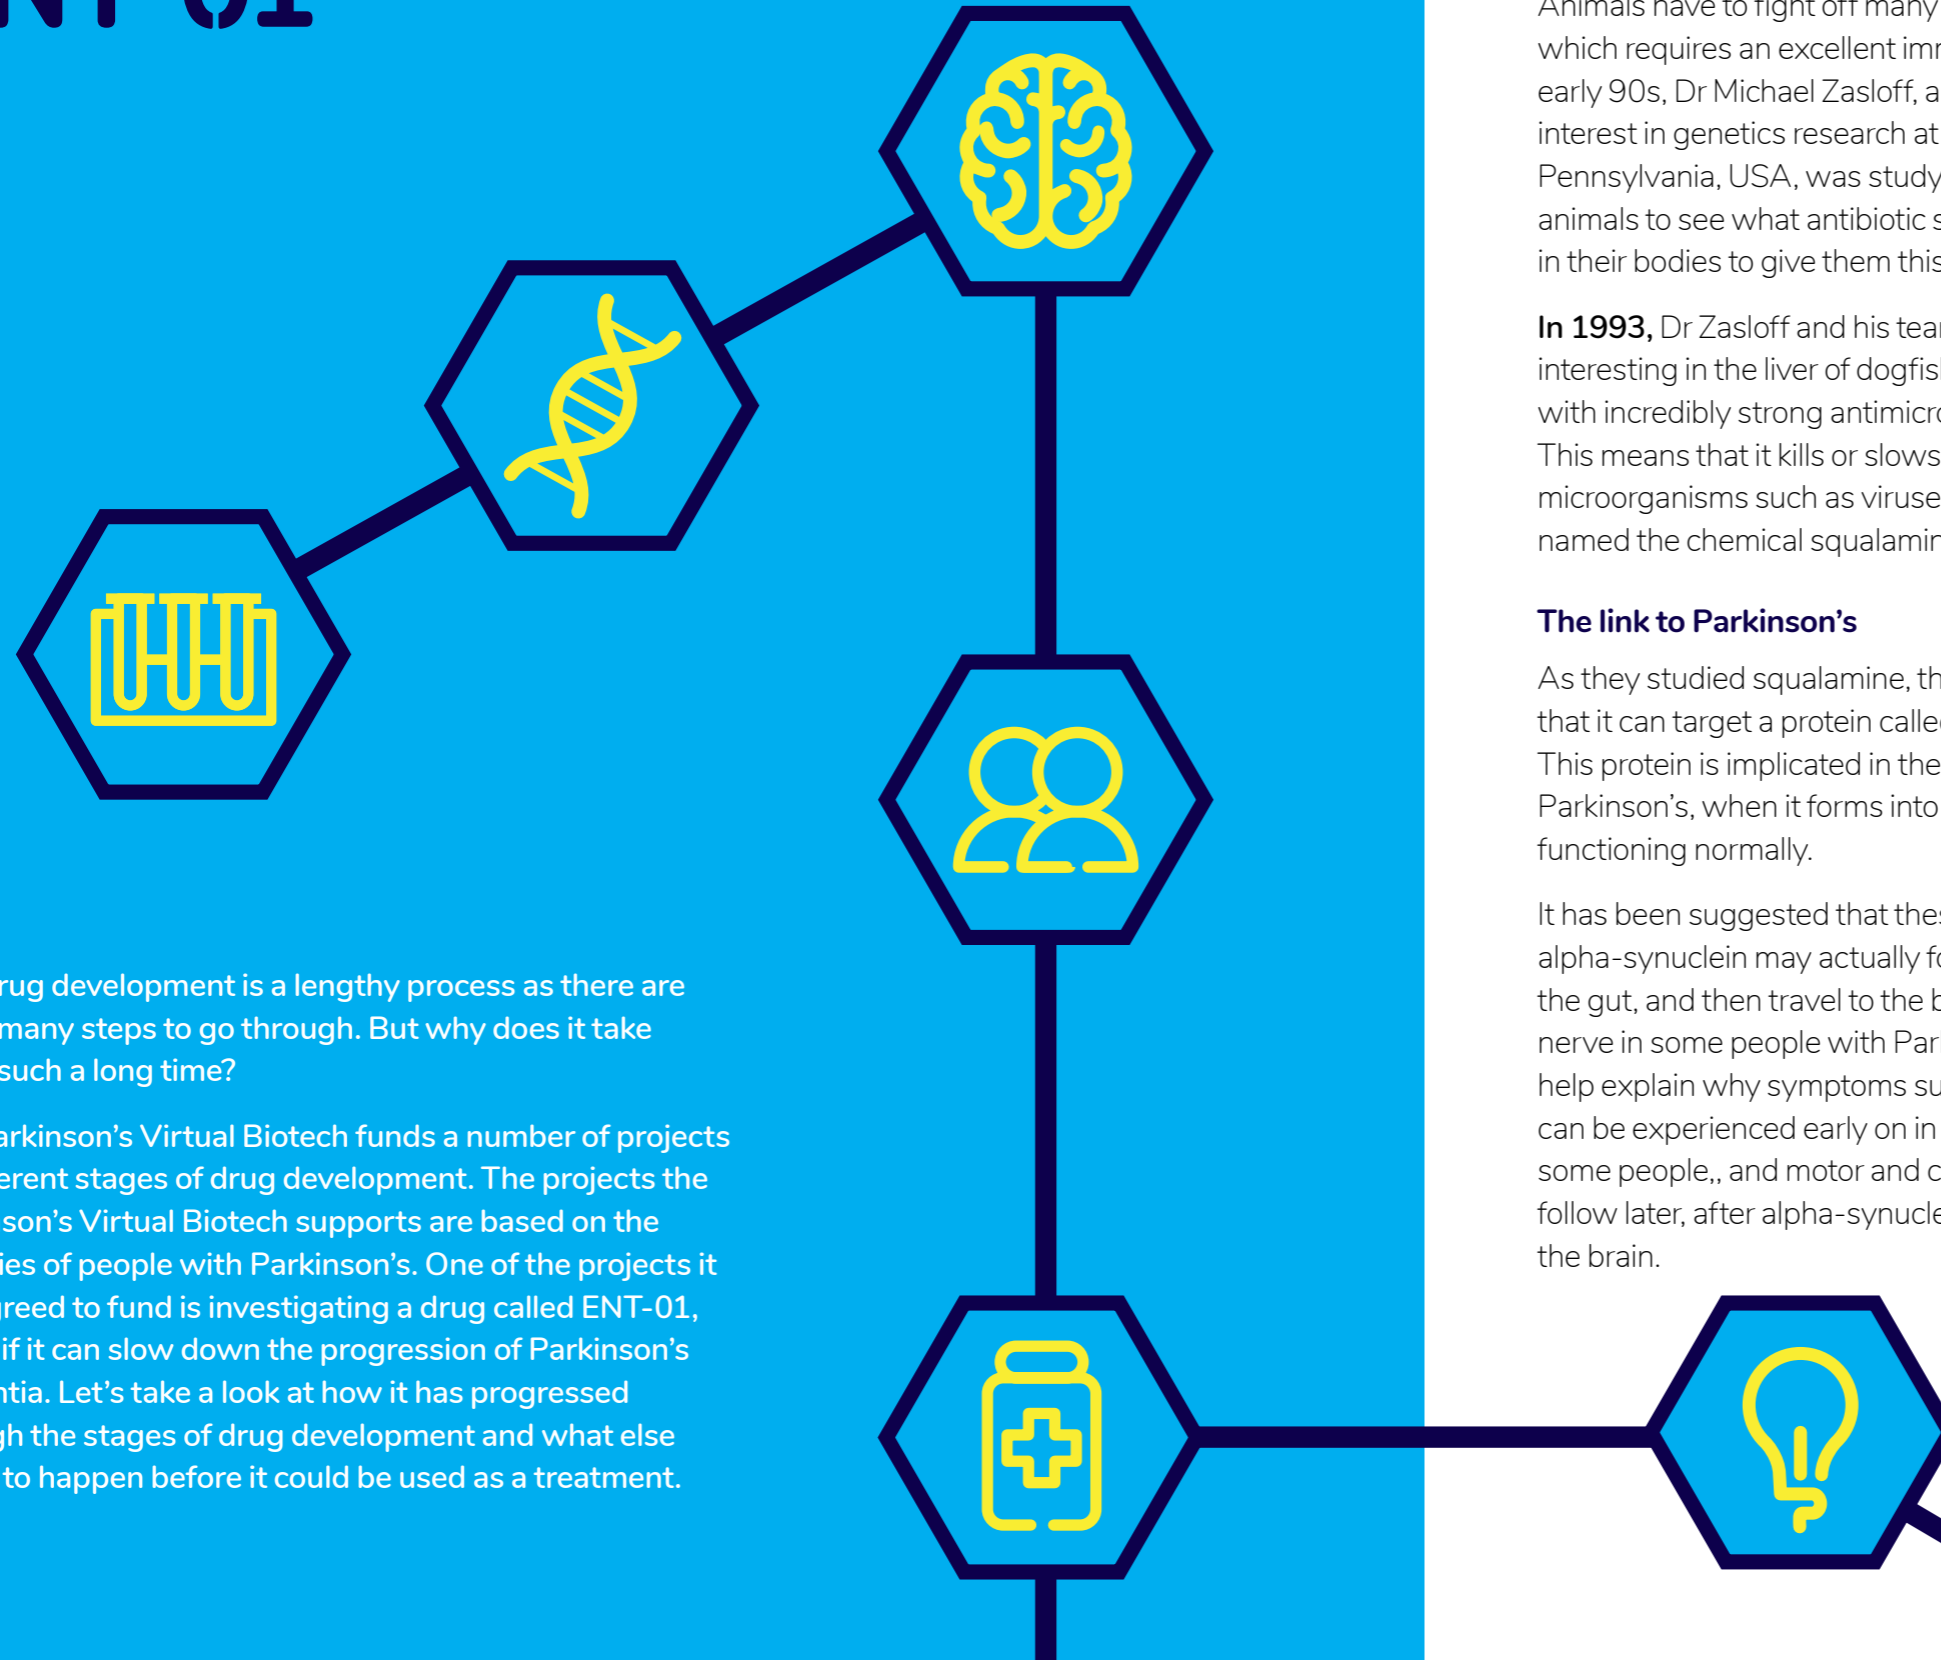 01
rug development is a lengthy process as there are
many steps to go through. But why does it take
such a long time?
arkinson's Virtual Biotech funds a number of projects
erent stages of drug development. The projects the
son's Virtual Biotech supports are based on the
ies of people with Parkinson's. One of the projects it
greed to fund is investigating a drug called ENT-01,
if it can slow down the progression of Parkinson's
ntia. Let's take a look at how it has progressed
gh the stages of drug development and what else
to happen before it could be used as a treatment.
Animals have to fight off many
which requires an excellent imm
early 90s, Dr Michael Zasloff, a
interest in genetics research at
Pennsylvania, USA, was study
animals to see what antibiotic s
in their bodies to give them this
In 1993, Dr Zasloff and his tea
interesting in the liver of dogfis
with incredibly strong antimicro
This means that it kills or slows
microorganisms such as viruse
named the chemical squalamin
The link to Parkinson's
As they studied squalamine, th
that it can target a protein calle
This protein is implicated in the
Parkinson's, when it forms into
functioning normally.
It has been suggested that thes
alpha-synuclein may actually fo
the gut, and then travel to the b
nerve in some people with Par
help explain why symptoms su
can be experienced early on in
some people,, and motor and c
follow later, after alpha-synucle
the brain.